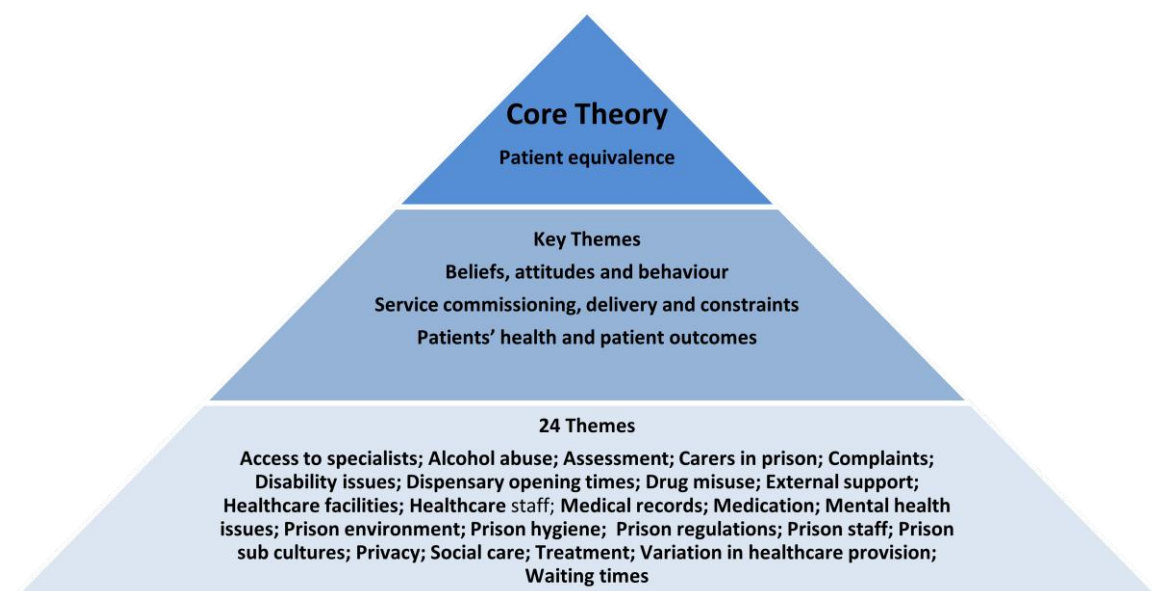 Core Theory
Patient equivalence
Key Themes
Beliefs, attitudes and behaviour
Service commissioning, delivery and constraints
Patients’ health and patient outcomes
24 Themes
Access to specialists; Alcohol abuse; Assessment; Carers in prison; Complaints;
Disability issues; Dispensary opening times; Drug misuse; External support;
Healthcare facilities; Healthcare staff; Medical records; Medication; Mental health
issues; Prison environment; Prison hygiene;  Prison regulations; Prison staff; Prison
sub cultures; Privacy; Social care; Treatment; Variation in healthcare provision;
Waiting times